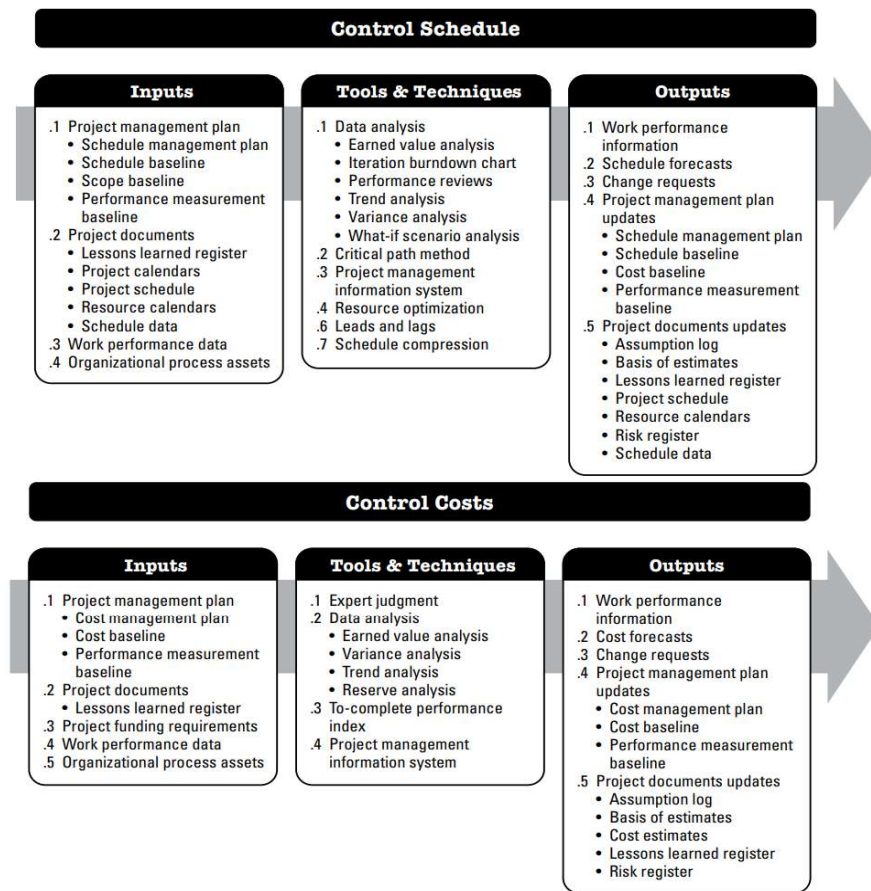 Control Schedule
Inputs
.1 Project management plan
• Schedule management plan
• Schedule baseline
• Scope baseline
• Performance measurement
baseline
.2 Project documents
• Lessons learned register
• Project calendars
• Project schedule
• Resource calendars
• Schedule data
.3 Work performance data
.4 Organizational process assets
Tools & Techniques
.1 Data analysis
• Earned value analysis
• Iteration burndown chart
• Performance reviews
• Trend analysis
• Variance analysis
• What-if scenario analysis
.2 Critical path method
.3 Project management
information system
.4 Resource optimization
.6 Leads and lags
.7 Schedule compression
Outputs
.1 Work performance
information
.2 Schedule forecasts
.3 Change requests
.4 Project management plan
updates
• Schedule management plan
• Schedule baseline
• Cost baseline
• Performance measurement
baseline
.5 Project documents updates
• Assumption log
• Basis of estimates
• Lessons learned register
• Project schedule
• Resource calendars
• Risk register
• Schedule data
Control Costs
Inputs
.1 Project management plan
• Cost management plan
• Cost baseline
• Performance measurement
baseline
.2 Project documents
• Lessons learned register
.3 Project funding requirements
.4 Work performance data
.5 Organizational process assets
Tools & Techniques
.1 Expert judgment
.2 Data analysis
• Earned value analysis
• Variance analysis
• Trend analysis
• Reserve analysis
.3 To-complete performance
index
.4 Project management
information system
Outputs
.1 Work performance
information
.2 Cost forecasts
.3 Change requests
.4 Project management plan
updates
• Cost management plan
• Cost baseline
• Performance measurement
baseline
.5 Project documents updates
• Assumption log
• Basis of estimates
• Cost estimates
• Lessons learned register
• Risk register